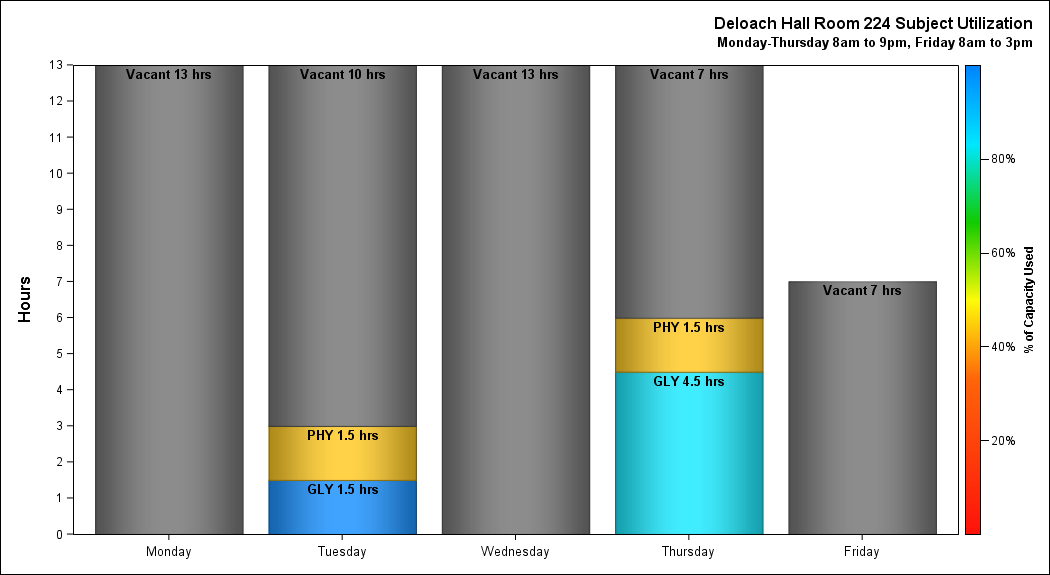 Deloach Hall Room 224 Subject Utilization
Monday-Thursday 8am to 9pm, Friday 8am to 3pm
Hours
13
12
11
10
9
8
7
6
5
4
3
2
1
0
Vacant 13 hrs
Vacant 10 hrs
PHY 1.5 hrs
GLY 1.5 hrs
Vacant 13 hrs
Vacant 7 hrs
PHY 1.5 hrs
GLY 4.5 hrs
Vacant 7 hrs
Monday
Tuesday
Wednesday
Thursday
Friday
80%
60%
40%
20%
% of Capacity Used